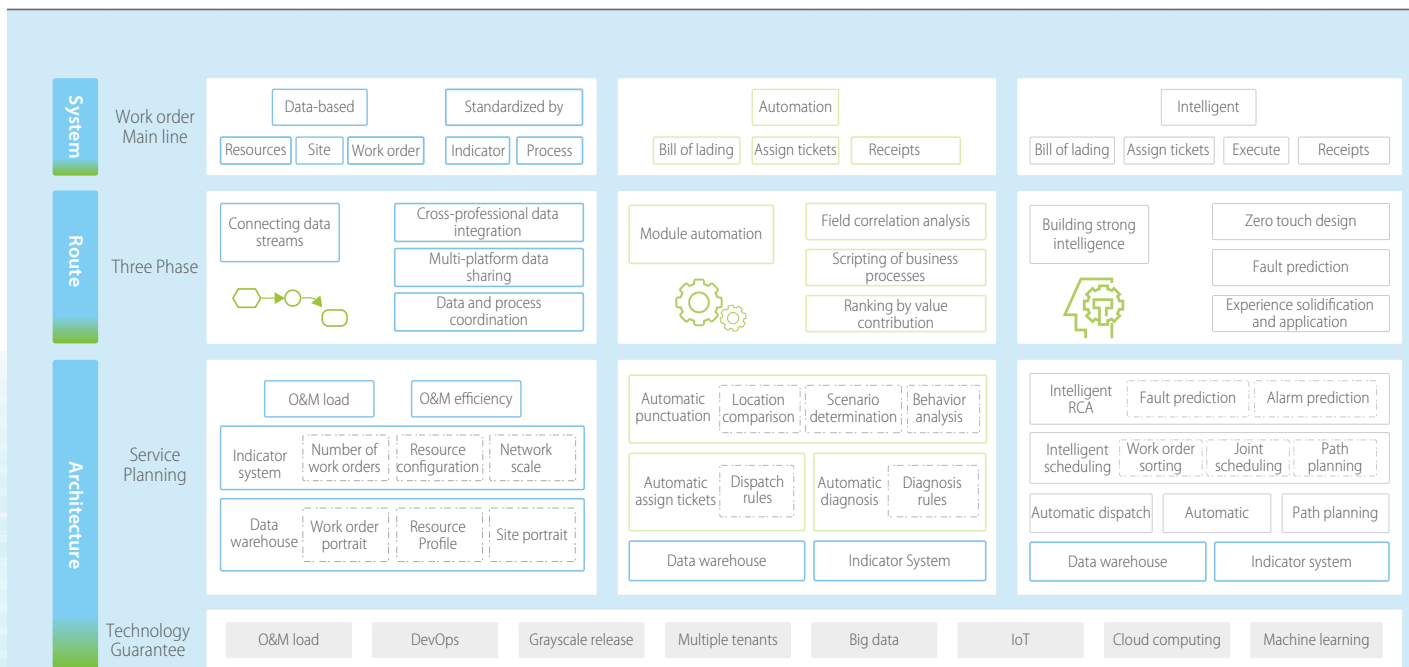 System
Work order
Main line
Data-based
Standardized by
Resources
Site
Work order
Indicator
Process
Automation
Bill of lading
Assign tickets
Receipts
Intelligent
Bill of lading
Assign tickets
Execute
Receipts
Route
Three Phase
Connecting data
streams
Cross-professional data
integration
Multi-platform data
sharing
Data and process
coordination
Module automation
Field correlation analysis
Scripting of business
processes
Ranking by value
contribution
Building strong
intelligence
Zero touch design
Fault prediction
Experience solidification
and application
Architecture
Service
Planning
O&M load
O&M efficiency
Indicator
system
Number of
work orders
Resource
configuration
Network
scale
Data
warehouse
Work order
portrait
Resource
Profile
Site portrait
Automatic
punctuation
Location
comparison
Scenario
determination
Behavior
analysis
Automatic
assign tickets
Dispatch
rules
Automatic
diagnosis
Diagnosis
rules
Data warehouse
Indicator System
Intelligent
RCA
Fault prediction
Alarm prediction
Intelligent
scheduling
Work order
sorting
Joint
scheduling
Path
planning
Automatic dispatch
Automatic
Path planning
Data warehouse
Indicator system
Technology
Guarantee
O&M load
DevOps
Grayscale release
Multiple tenants
Big data
IoT
Cloud computing
Machine learning